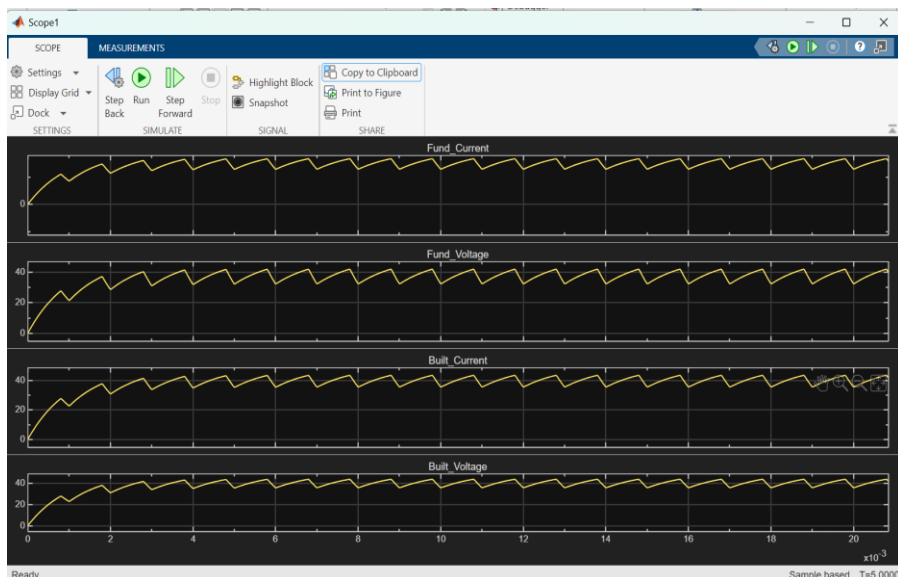 Scope1
SCOPE MEASUREMENTS
Settings
Display Grid
Dock
SETTINGS
Step Back
Run
Step Forward
Stop
SIMULATE
Highlight Block
Snapshot
SIGNAL
Copy to Clipboard
Print to Figure
Print
SHARE
Fund_Current
0
Fund_Voltage
40
20
0
Built_Current
40
20
0
Built_Voltage
40
20
0
0 2 4 6 8 10 12 14 16 18 20
x10-3
Ready Sample based T=5.0000